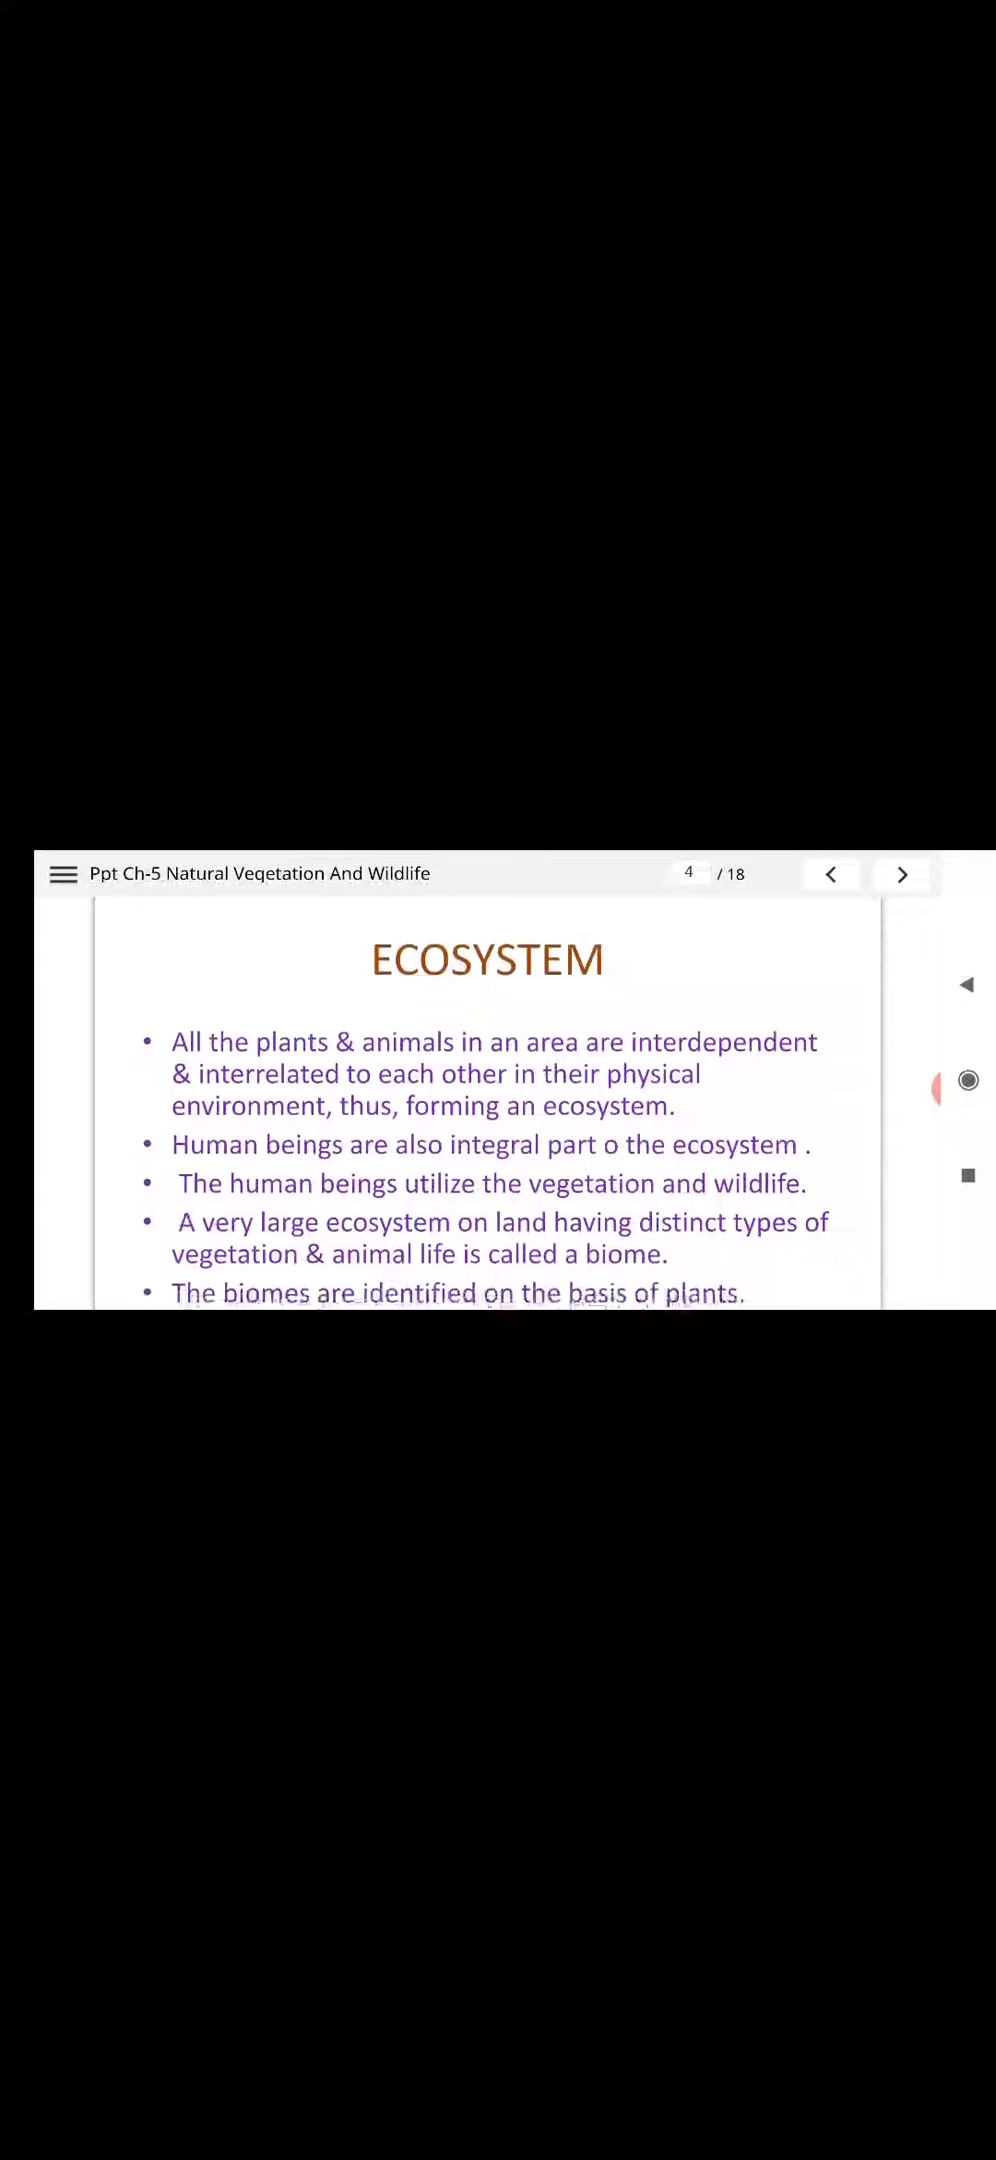 Ppt Ch-5 Natural Vegetation And Wildlife 4 / 18
ECOSYSTEM
• All the plants & animals in an area are interdependent
& interrelated to each other in their physical
environment, thus, forming an ecosystem.
• Human beings are also integral part o the ecosystem .
• The human beings utilize the vegetation and wildlife.
• A very large ecosystem on land having distinct types of
vegetation & animal life is called a biome.
• The biomes are identified on the basis of plants.